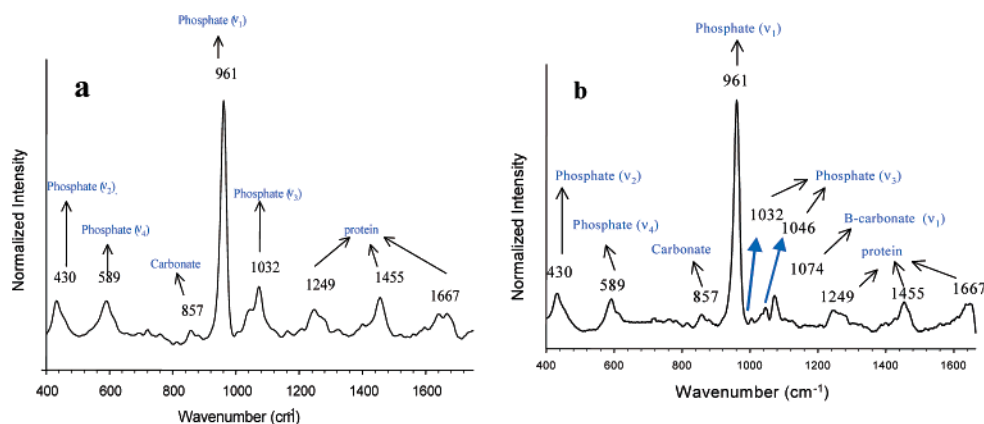 a
Phosphate (ν₁)
961
Phosphate (ν₂).
Phosphate (ν₄)
Carbonate
Phosphate (ν₃)
protein
430
589
857
1032
1249
1455
1667
Normalized Intensity
400 600 800 1000 1200 1400 1600
Wavenumber (cm⁻¹)
b
Phosphate (ν₁)
961
Phosphate (ν₂)
Phosphate (ν₄)
Carbonate
Phosphate (ν₃)
B-carbonate (ν₁)
protein
430
589
857
1032
1046
1074
1249
1455
1667
Normalized Intensity
400 600 800 1000 1200 1400 1600
Wavenumber (cm⁻¹)